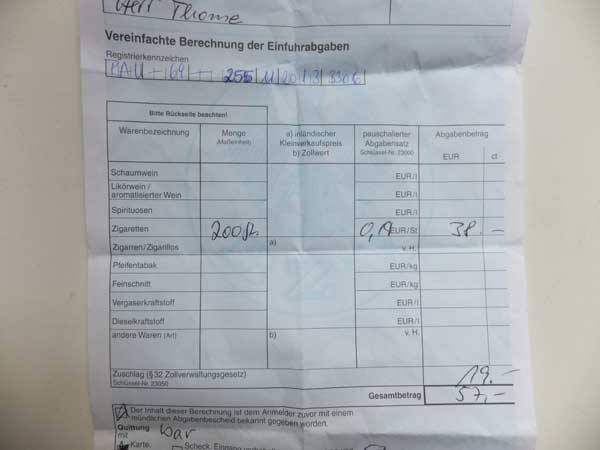 Herr Thome
Vereinfachte Berechnung der Einfuhrabgaben
Registrierkennzeichen
Bitte Rückseite beachten!
Warenbezeichnung Menge (Maßeinheit) a) inländischer Kleinverkaufspreis b) Zollwert pauschalierter Abgabensatz Schlüssel-Nr. 23000 Abgabenbetrag EUR ct
Schaumwein EUR/l
Likörwein / aromatisierter Wein EUR/l
Spirituosen EUR/l
Zigaretten 200 St. 0,19 EUR/St 38.-
Zigarren/Zigarillos a) v. H.
Pfeifentabak EUR/kg
Feinschnitt EUR/kg
Vergaserkraftstoff EUR/l
Dieselkraftstoff EUR/l
andere Waren (Art) b) v. H.
Zuschlag (§ 32 Zollverwaltungsgesetz) 19.-
Schlüssel-Nr. 23050
Gesamtbetrag 57,-
Der Inhalt dieser Berechnung ist dem Anmelder zuvor mit einem
mündlichen Abgabenbescheid bekannt gegeben worden.
Quittung bar
mit
Karte. Scheck. Eingang